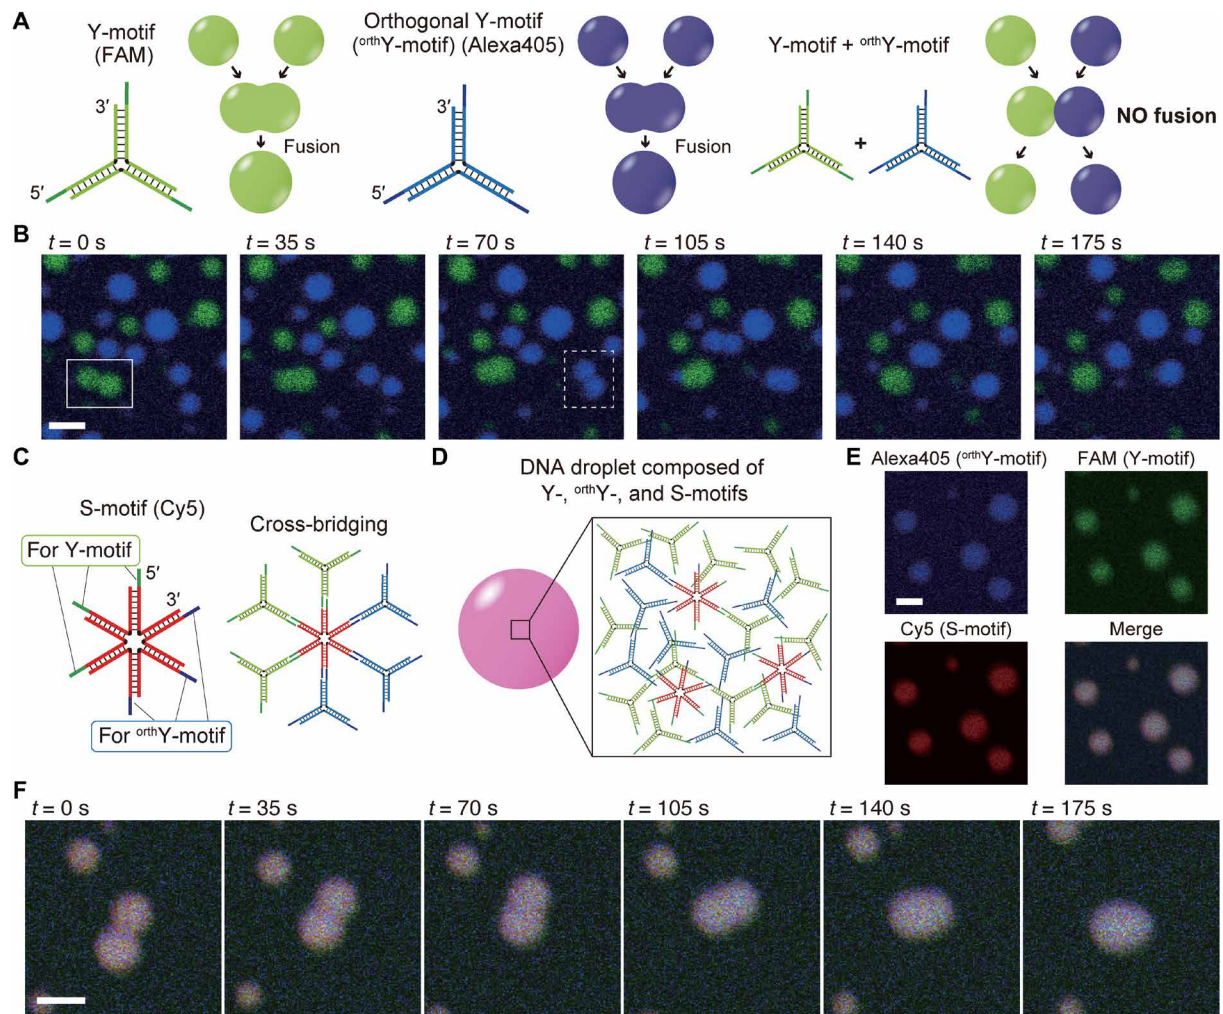 A
Y-motif
(FAM)
3′
5′
Fusion
Orthogonal Y-motif
(orthY-motif) (Alexa405)
3′
5′
Fusion
Y-motif + orthY-motif
+
NO fusion
B
t = 0 s
t = 35 s
t = 70 s
t = 105 s
t = 140 s
t = 175 s
C
S-motif (Cy5)
For Y-motif
5′
3′
For orthY-motif
Cross-bridging
D
DNA droplet composed of
Y-, orthY-, and S-motifs
E
Alexa405 (orthY-motif)
FAM (Y-motif)
Cy5 (S-motif)
Merge
F
t = 0 s
t = 35 s
t = 70 s
t = 105 s
t = 140 s
t = 175 s